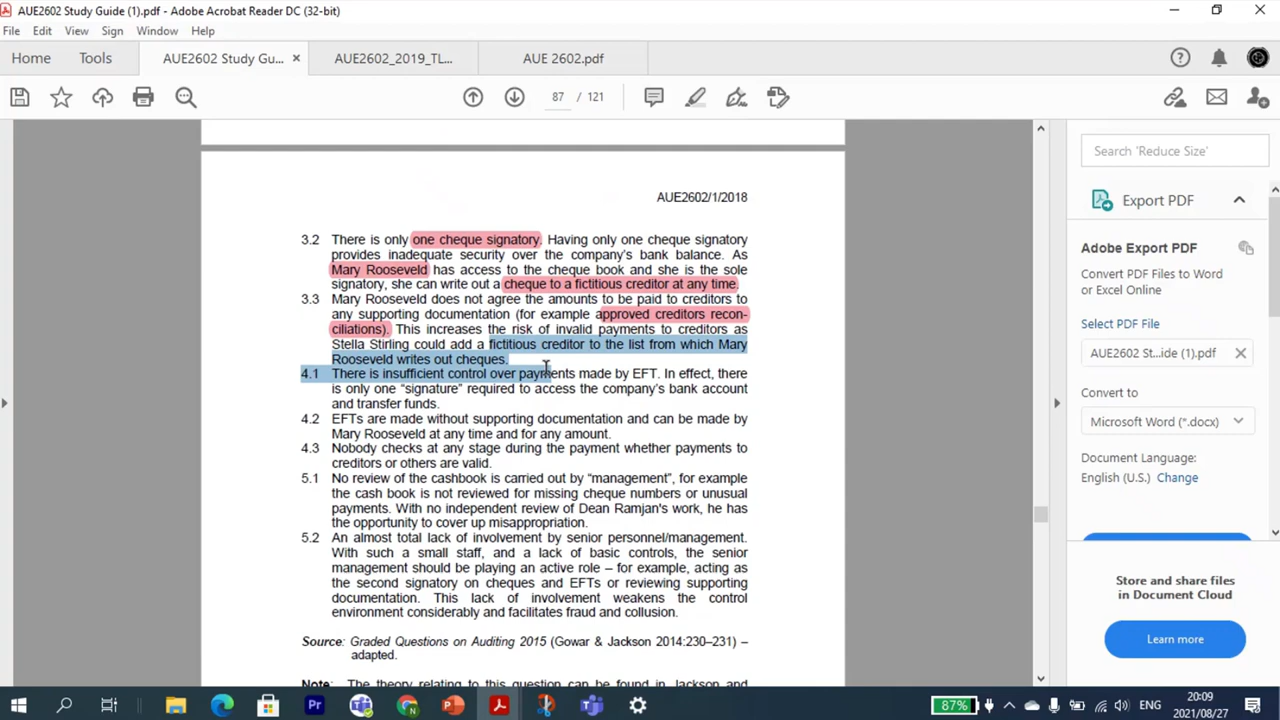 AUE2602 Study Guide (1).pdf - Adobe Acrobat Reader DC (32-bit)
File Edit View Sign Window Help
Home Tools AUE2602 Study Gu... × AUE2602_2019_TL... AUE 2602.pdf
87 / 121
AUE2602/1/2018
3.2 There is only one cheque signatory. Having only one cheque signatory
provides inadequate security over the company's bank balance. As
Mary Rooseveld has access to the cheque book and she is the sole
signatory, she can write out a cheque to a fictitious creditor at any time.
3.3 Mary Rooseveld does not agree the amounts to be paid to creditors to
any supporting documentation (for example approved creditors recon-
ciliations). This increases the risk of invalid payments to creditors as
Stella Stirling could add a fictitious creditor to the list from which Mary
Rooseveld writes out cheques.
4.1 There is insufficient control over payments made by EFT. In effect, there
is only one “signature” required to access the company's bank account
and transfer funds.
4.2 EFTs are made without supporting documentation and can be made by
Mary Rooseveld at any time and for any amount.
4.3 Nobody checks at any stage during the payment whether payments to
creditors or others are valid.
5.1 No review of the cashbook is carried out by “management”, for example
the cash book is not reviewed for missing cheque numbers or unusual
payments. With no independent review of Dean Ramjan's work, he has
the opportunity to cover up misappropriation.
5.2 An almost total lack of involvement by senior personnel/management.
With such a small staff, and a lack of basic controls, the senior
management should be playing an active role – for example, acting as
the second signatory on cheques and EFTs or reviewing supporting
documentation. This lack of involvement weakens the control
environment considerably and facilitates fraud and collusion.
Source: Graded Questions on Auditing 2015 (Gowar & Jackson 2014:230–231) –
adapted.
Note: The theory relating to this question can be found in Jackson and
Search 'Reduce Size'
Export PDF
Adobe Export PDF
Convert PDF Files to Word
or Excel Online
Select PDF File
AUE2602 St...ide (1).pdf ×
Convert to
Microsoft Word (*.docx)
Document Language:
English (U.S.) Change
Store and share files
in Document Cloud
Learn more
Pr
87%
ENG
20:09
2021/08/27